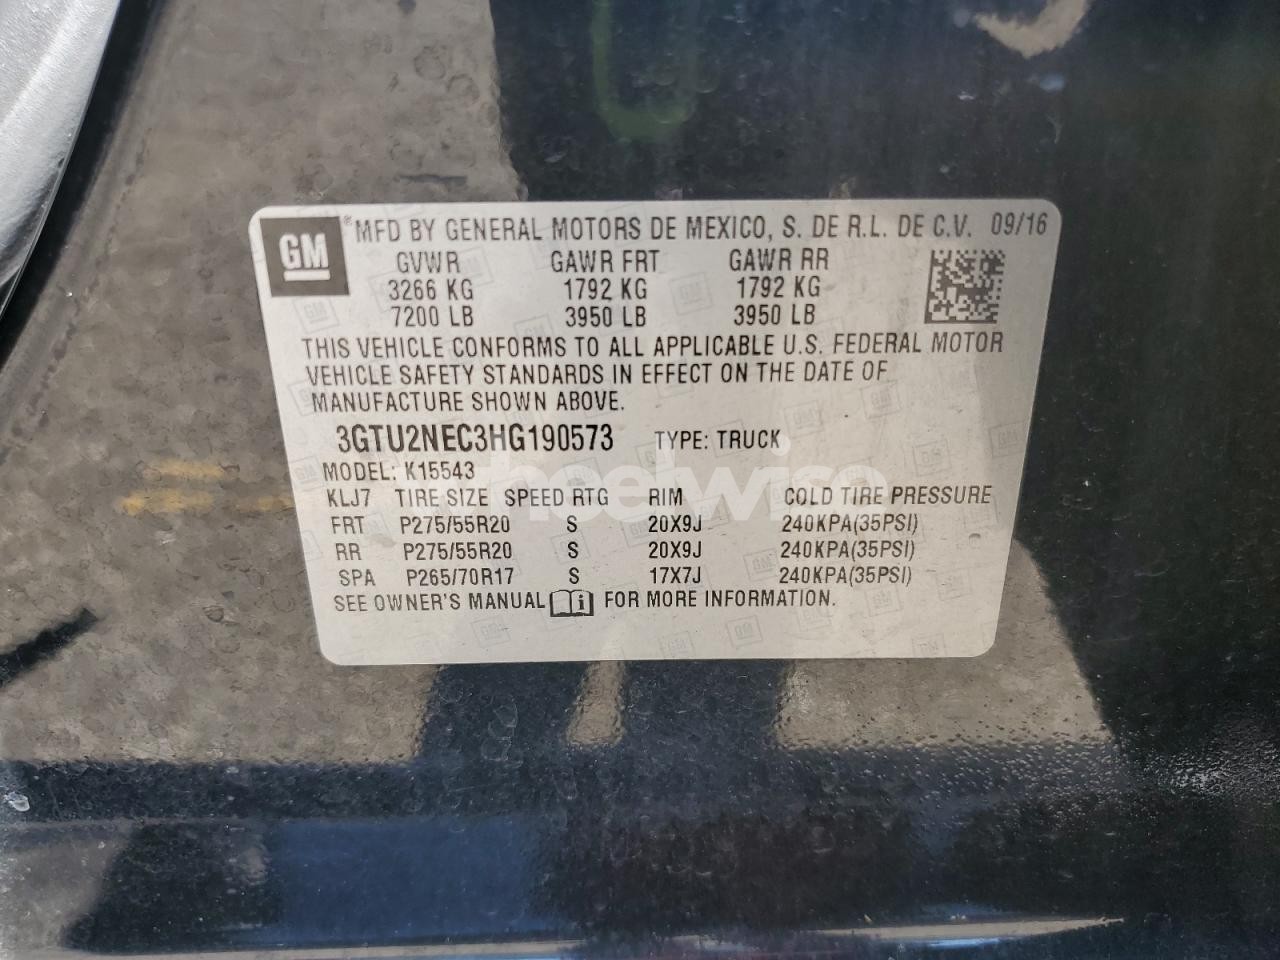 GM
® MFD BY GENERAL MOTORS DE MEXICO, S. DE R.L. DE C.V. 09/16
GVWR GAWR FRT GAWR RR
3266 KG 1792 KG 1792 KG
7200 LB 3950 LB 3950 LB
THIS VEHICLE CONFORMS TO ALL APPLICABLE U.S. FEDERAL MOTOR
VEHICLE SAFETY STANDARDS IN EFFECT ON THE DATE OF
MANUFACTURE SHOWN ABOVE.
3GTU2NEC3HG190573 TYPE: TRUCK
MODEL: K15543
wheelwise
KLJ7 TIRE SIZE SPEED RTG RIM COLD TIRE PRESSURE
FRT P275/55R20 S 20X9J 240KPA(35PSI)
RR P275/55R20 S 20X9J 240KPA(35PSI)
SPA P265/70R17 S 17X7J 240KPA(35PSI)
SEE OWNER'S MANUAL FOR MORE INFORMATION.